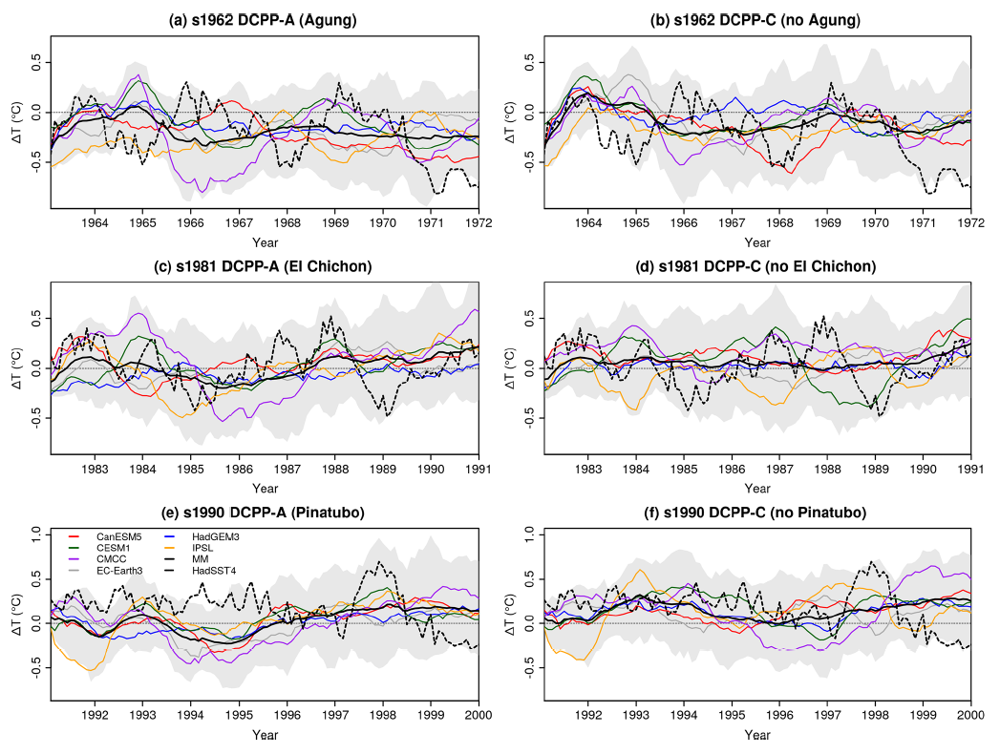 (a) s1962 DCPP-A (Agung)
ΔT (°C)
0.5
0.0
-0.5
1964 1965 1966 1967 1968 1969 1970 1971 1972
Year
(b) s1962 DCPP-C (no Agung)
ΔT (°C)
0.5
0.0
-0.5
1964 1965 1966 1967 1968 1969 1970 1971 1972
Year
(c) s1981 DCPP-A (El Chichon)
ΔT (°C)
0.5
0.0
-0.5
1983 1984 1985 1986 1987 1988 1989 1990 1991
Year
(d) s1981 DCPP-C (no El Chichon)
ΔT (°C)
0.5
0.0
-0.5
1983 1984 1985 1986 1987 1988 1989 1990 1991
Year
(e) s1990 DCPP-A (Pinatubo)
ΔT (°C)
1.0
0.5
0.0
-0.5
CanESM5 HadGEM3
CESM1 IPSL
CMCC MM
EC-Earth3 HadSST4
1992 1993 1994 1995 1996 1997 1998 1999 2000
Year
(f) s1990 DCPP-C (no Pinatubo)
ΔT (°C)
1.0
0.5
0.0
-0.5
1992 1993 1994 1995 1996 1997 1998 1999 2000
Year